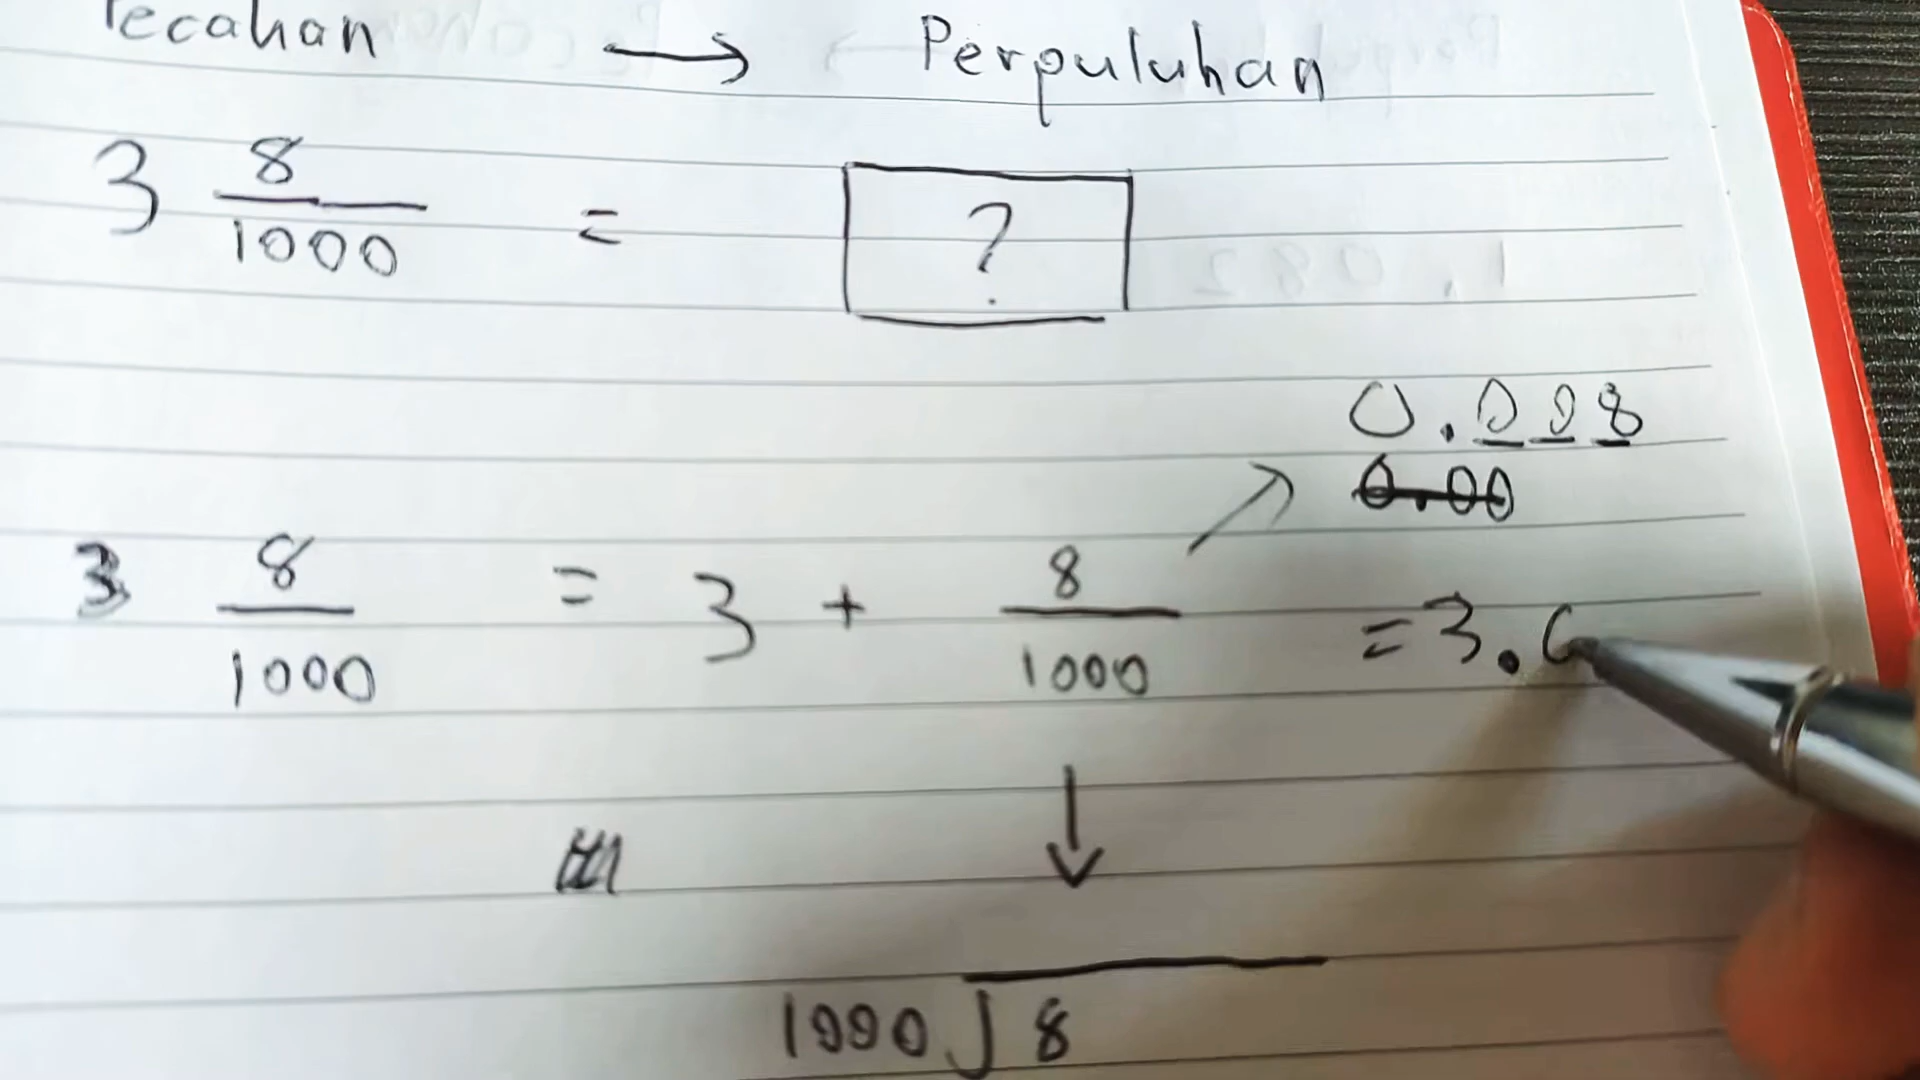 Pecahan → Perpuluhan
3 8/1000 = ?
0.008
0.00
3 8/1000 = 3 + 8/1000 = 3.0
1000 8